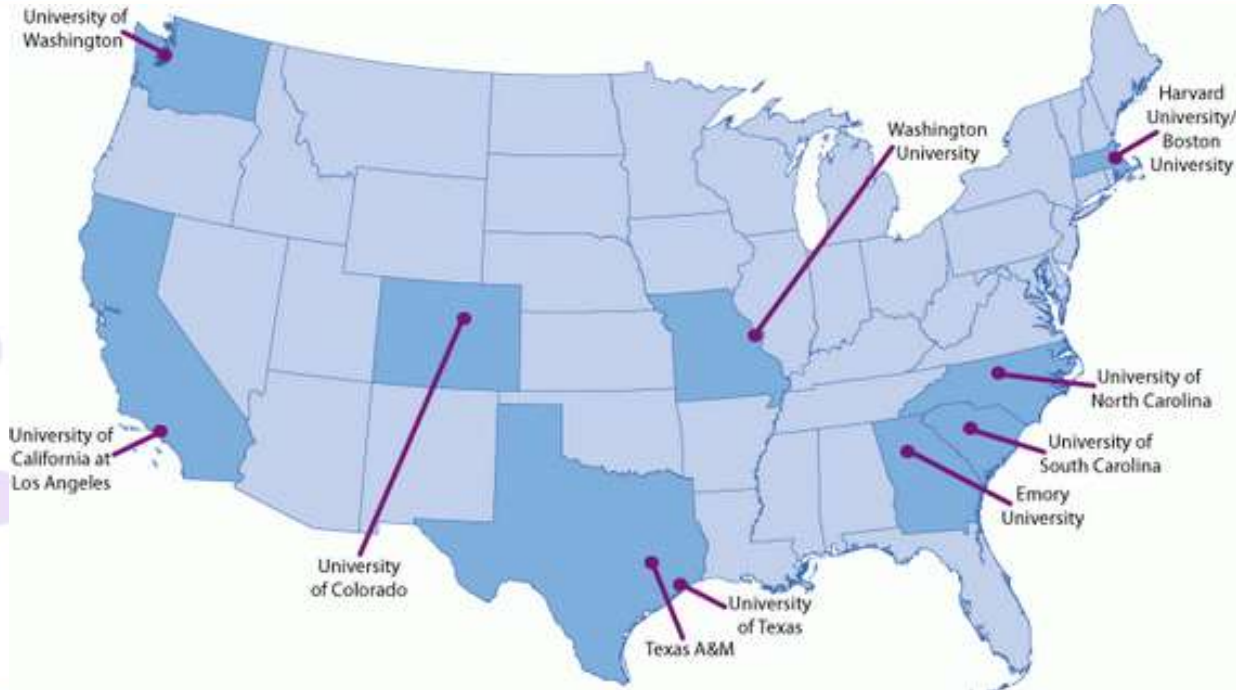 University of
Washington
Harvard
University/
Boston
University
Washington
University
University of
North Carolina
University of
California at
Los Angeles
University of
South Carolina
Emory
University
University
of Colorado
University
of Texas
Texas A&M